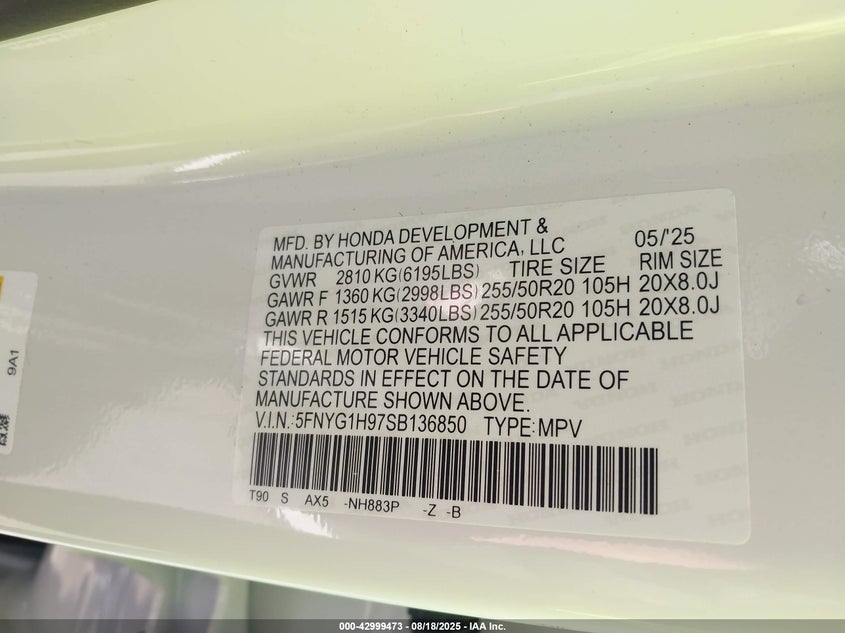 MFD. BY HONDA DEVELOPMENT &
MANUFACTURING OF AMERICA, LLC 05/'25
GVWR 2810 KG(6195LBS) TIRE SIZE RIM SIZE
GAWR F 1360 KG(2998LBS) 255/50R20 105H 20X8.0J
GAWR R 1515 KG(3340LBS) 255/50R20 105H 20X8.0J
THIS VEHICLE CONFORMS TO ALL APPLICABLE
FEDERAL MOTOR VEHICLE SAFETY
STANDARDS IN EFFECT ON THE DATE OF
MANUFACTURE SHOWN ABOVE.
V.I.N.:5FNYG1H97SB136850 TYPE:MPV
T90 S AX5 -NH883P -Z -B
9A1
000-42999473 - 08/18/2025 - IAA Inc.